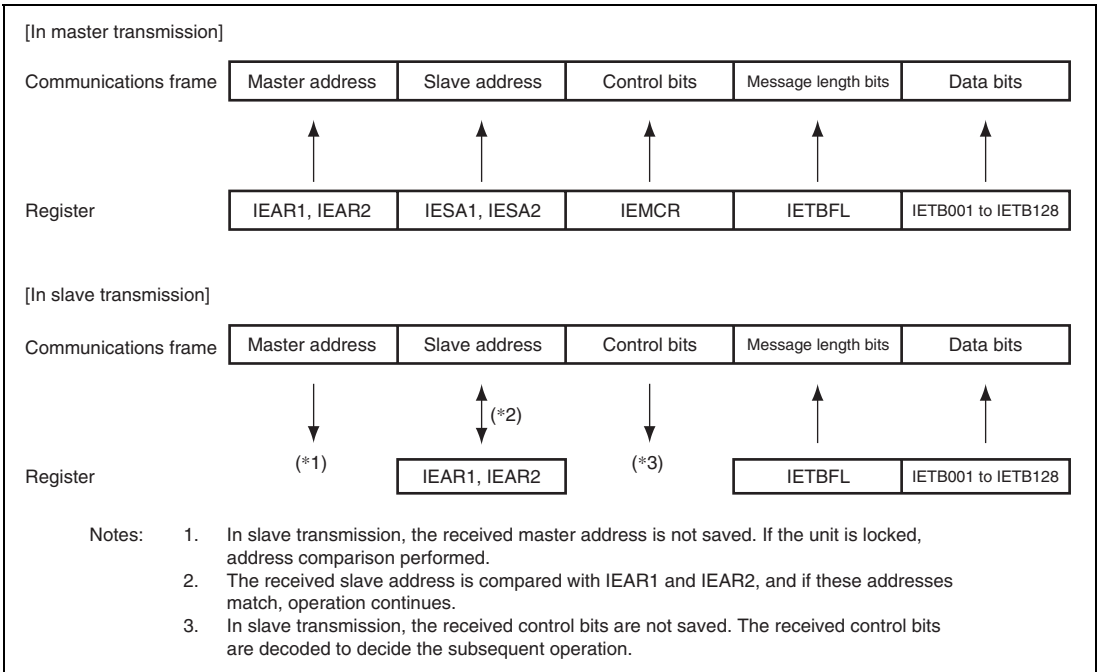 [In master transmission]
Communications frame Master address Slave address Control bits Message length bits Data bits
Register IEAR1, IEAR2 IESA1, IESA2 IEMCR IETBFL IETB001 to IETB128
[In slave transmission]
Communications frame Master address Slave address Control bits Message length bits Data bits
(*2)
(*1) (*3)
Register IEAR1, IEAR2 IETBFL IETB001 to IETB128
Notes: 1. In slave transmission, the received master address is not saved. If the unit is locked,
address comparison performed.
2. The received slave address is compared with IEAR1 and IEAR2, and if these addresses
match, operation continues.
3. In slave transmission, the received control bits are not saved. The received control bits
are decoded to decide the subsequent operation.